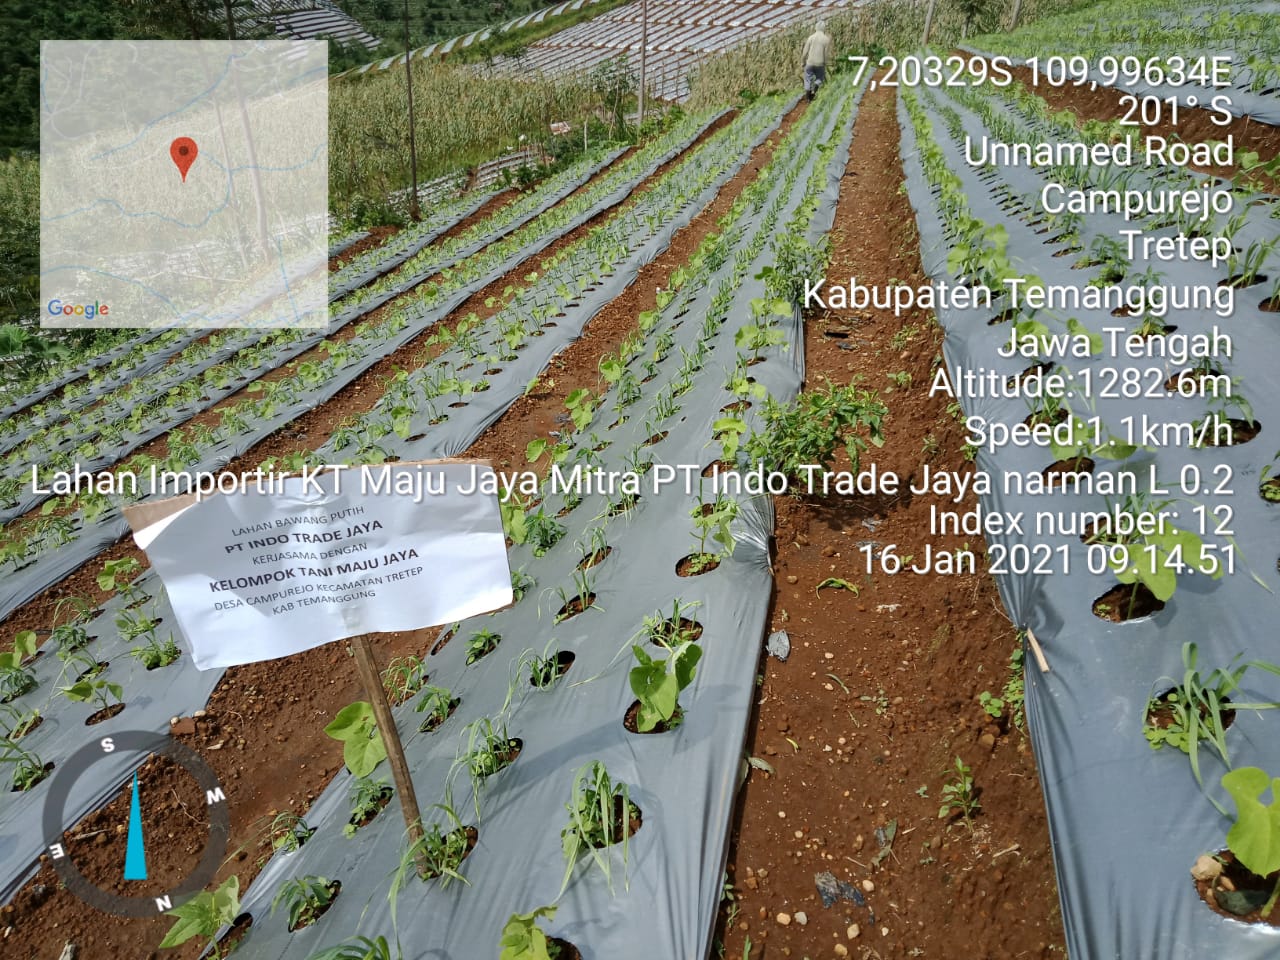 7,20329S 109,99634E
201° S
Unnamed Road
Campurejo
Tretep
Kabupatén Temanggung
Jawa Tengah
Altitude:1282.6m
Speed:1.1km/h
Lahan Importir KT Maju Jaya Mitra PT Indo Trade Jaya narman L 0.2
Index number: 12
16 Jan 2021 09.14.51
Google
LAHAN BAWANG PUTIH
PT INDO TRADE JAYA
KERJASAMA DENGAN
KELOMPOK TANI MAJU JAYA
DESA CAMPUREJO KECAMATAN TRETEP
KAB TEMANGGUNG
S
W
E
N